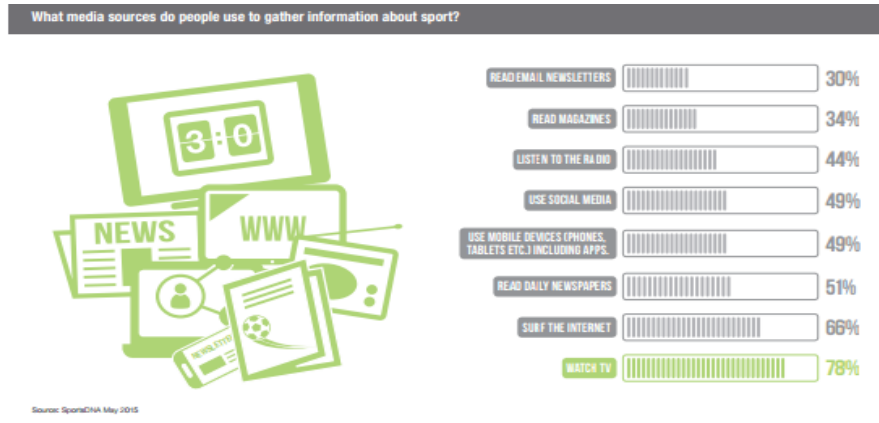 What media sources do people use to gather information about sport?
3:0
NEWS
WWW
NEWSLETTER
READ EMAIL NEWSLETTERS 30%
READ MAGAZINES 34%
LISTEN TO THE RADIO 44%
USE SOCIAL MEDIA 49%
USE MOBILE DEVICES (PHONES,
TABLETS ETC.) INCLUDING APPS. 49%
READ DAILY NEWSPAPERS 51%
SURF THE INTERNET 66%
WATCH TV 78%
Source: SportsDNA May 2015